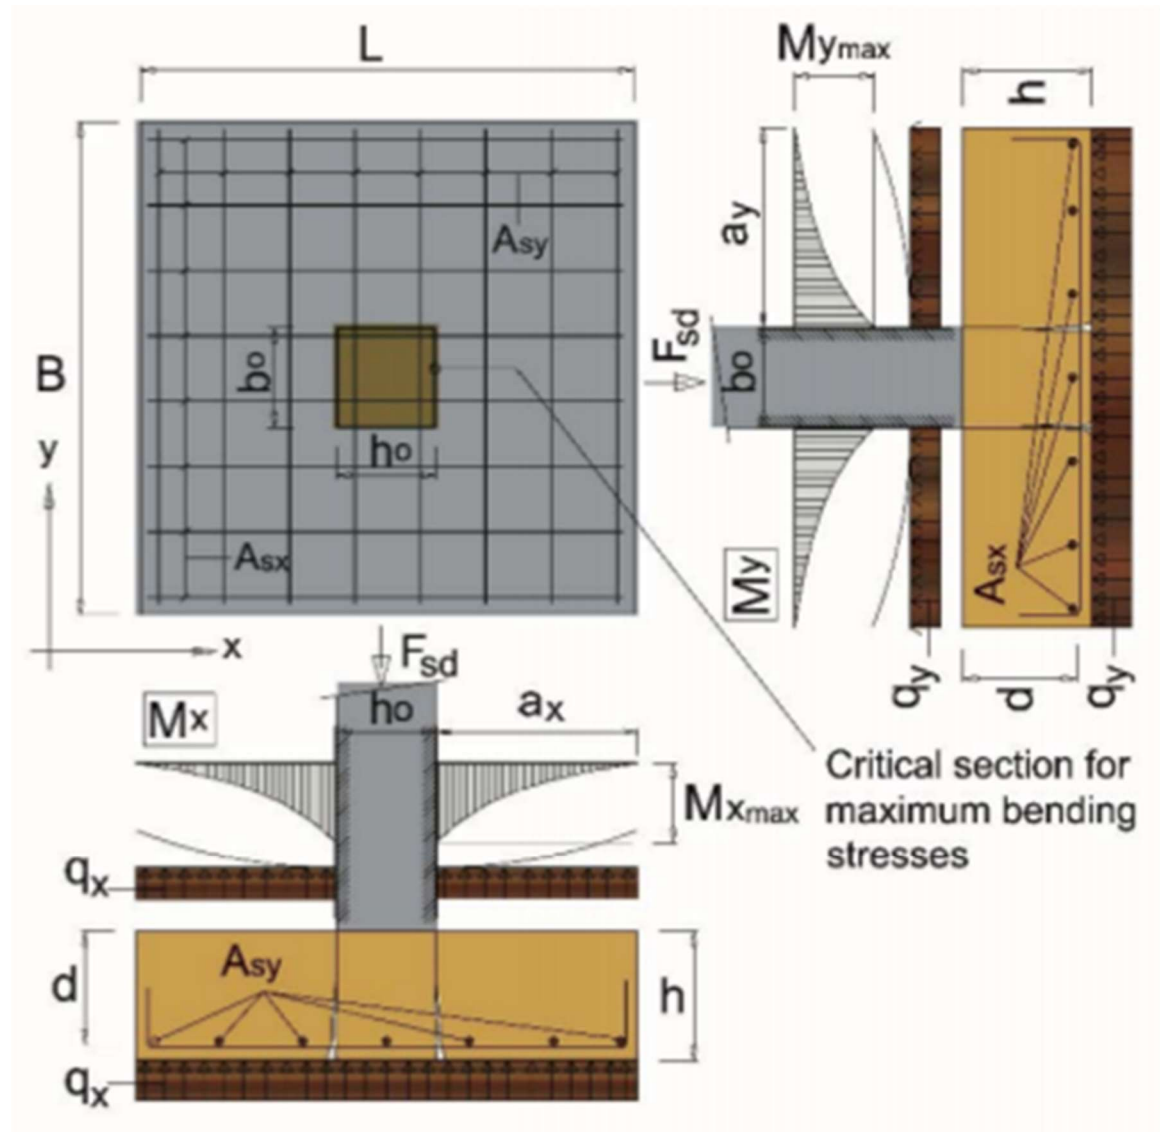 L
Mymax
h
Asy
ay
B
bo
Fsd
bo
ho
y
Asx
My
Asx
x
Fsd
qy
d
qy
Mx
ho
ax
Critical section for
maximum bending
stresses
Mxmax
qx
Asy
d
h
qx